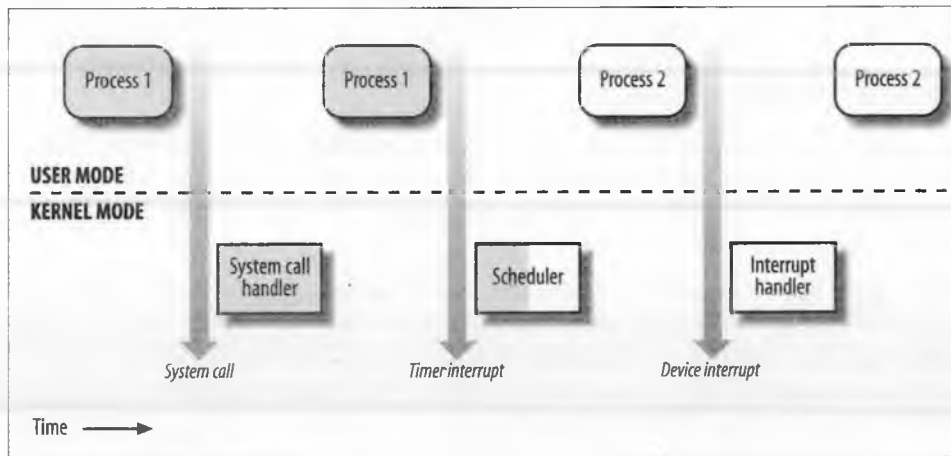 Process 1
Process 1
Process 2
Process 2
USER MODE
KERNEL MODE
System call
handler
Scheduler
Interrupt
handler
System call
Timer interrupt
Device interrupt
Time